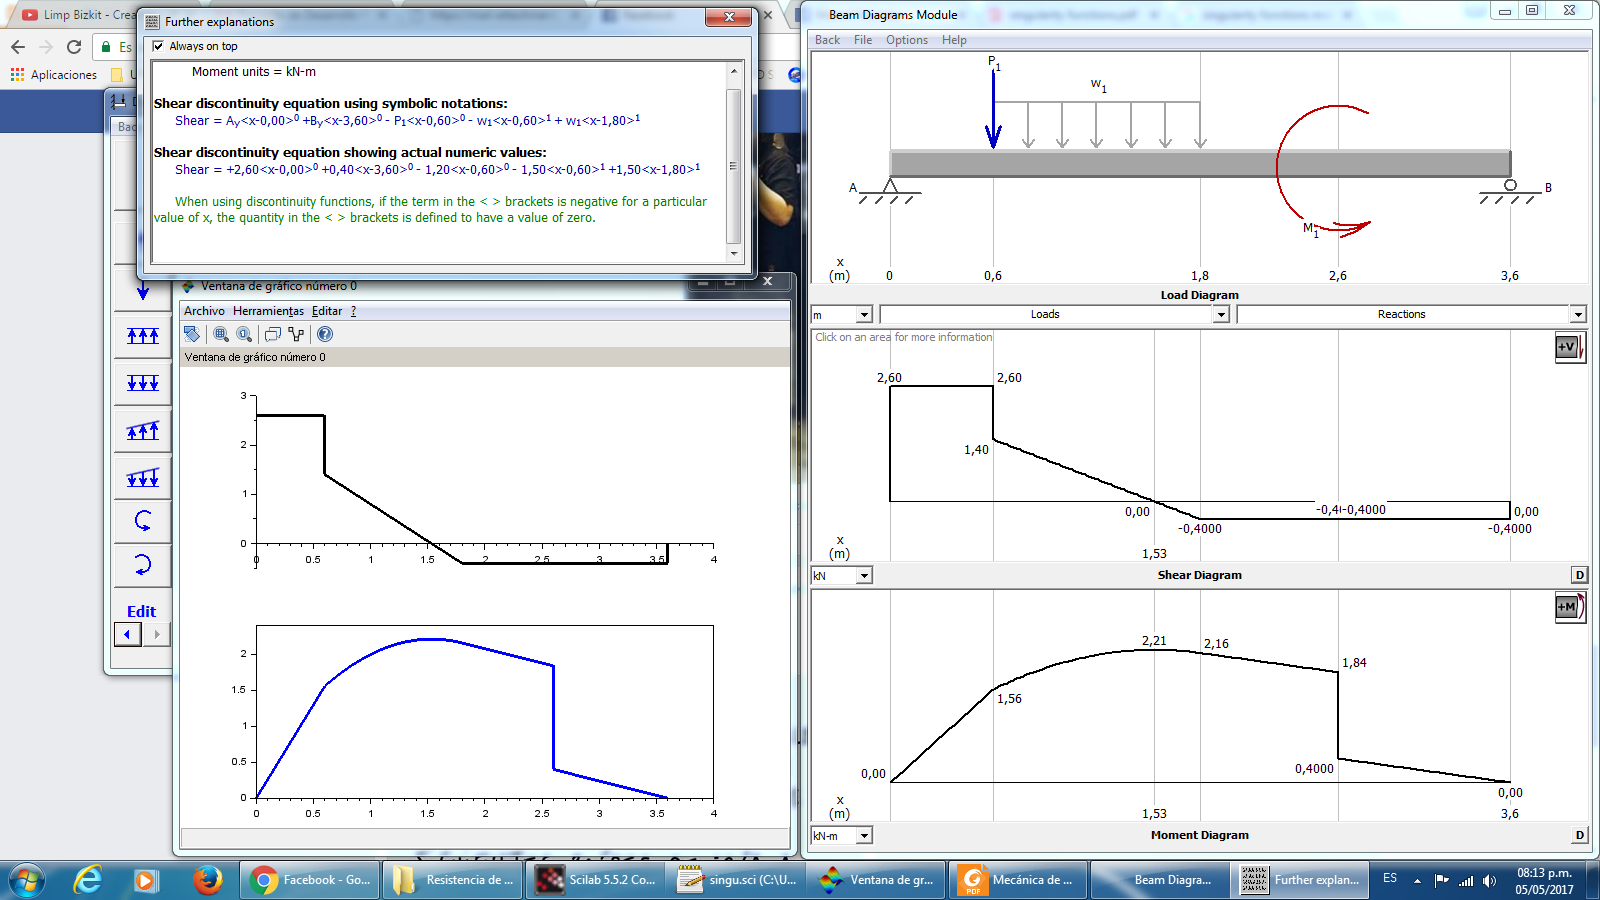 Limp Bizkit - Crea
Es
Aplicaciones
Further explanations
Always on top
Moment units = kN-m
Shear discontinuity equation using symbolic notations:
Shear = Ay<x-0,00>⁰ +By<x-3,60>⁰ - P₁<x-0,60>⁰ - w₁<x-0,60>¹ + w₁<x-1,80>¹
Shear discontinuity equation showing actual numeric values:
Shear = +2,60<x-0,00>⁰ +0,40<x-3,60>⁰ - 1,20<x-0,60>⁰ - 1,50<x-0,60>¹ +1,50<x-1,80>¹
When using discontinuity functions, if the term in the < > brackets is negative for a particular
value of x, the quantity in the < > brackets is defined to have a value of zero.
Edit
Ventana de gráfico número 0
Archivo Herramientas Editar ?
Ventana de gráfico número 0
3
2
1
0
0 0.5 1 1.5 2 2.5 3 3.5 4
2
1.5
1
0.5
0
0 0.5 1 1.5 2 2.5 3 3.5 4
Beam Diagrams Module
Back File Options Help
P₁
w₁
A
B
M₁
x
(m)
0 0,6 1,8 2,6 3,6
Load Diagram
m Loads Reactions
Click on an area for more information
+V
2,60 2,60
1,40
0,00 -0,4(-0,4000 0,00
-0,4000 -0,4000
x
(m)
1,53
kN Shear Diagram D
+M
2,21 2,16
1,84
1,56
0,00 0,4000
0,00
x
(m)
1,53 3,6
kN-m Moment Diagram D
Facebook - Go...
Resistencia de ...
Scilab 5.5.2 Co...
singu.sci (C:\U...
Ventana de gr...
Mecánica de ...
Beam Diagra...
Further explan...
ES
08:13 p.m.
05/05/2017